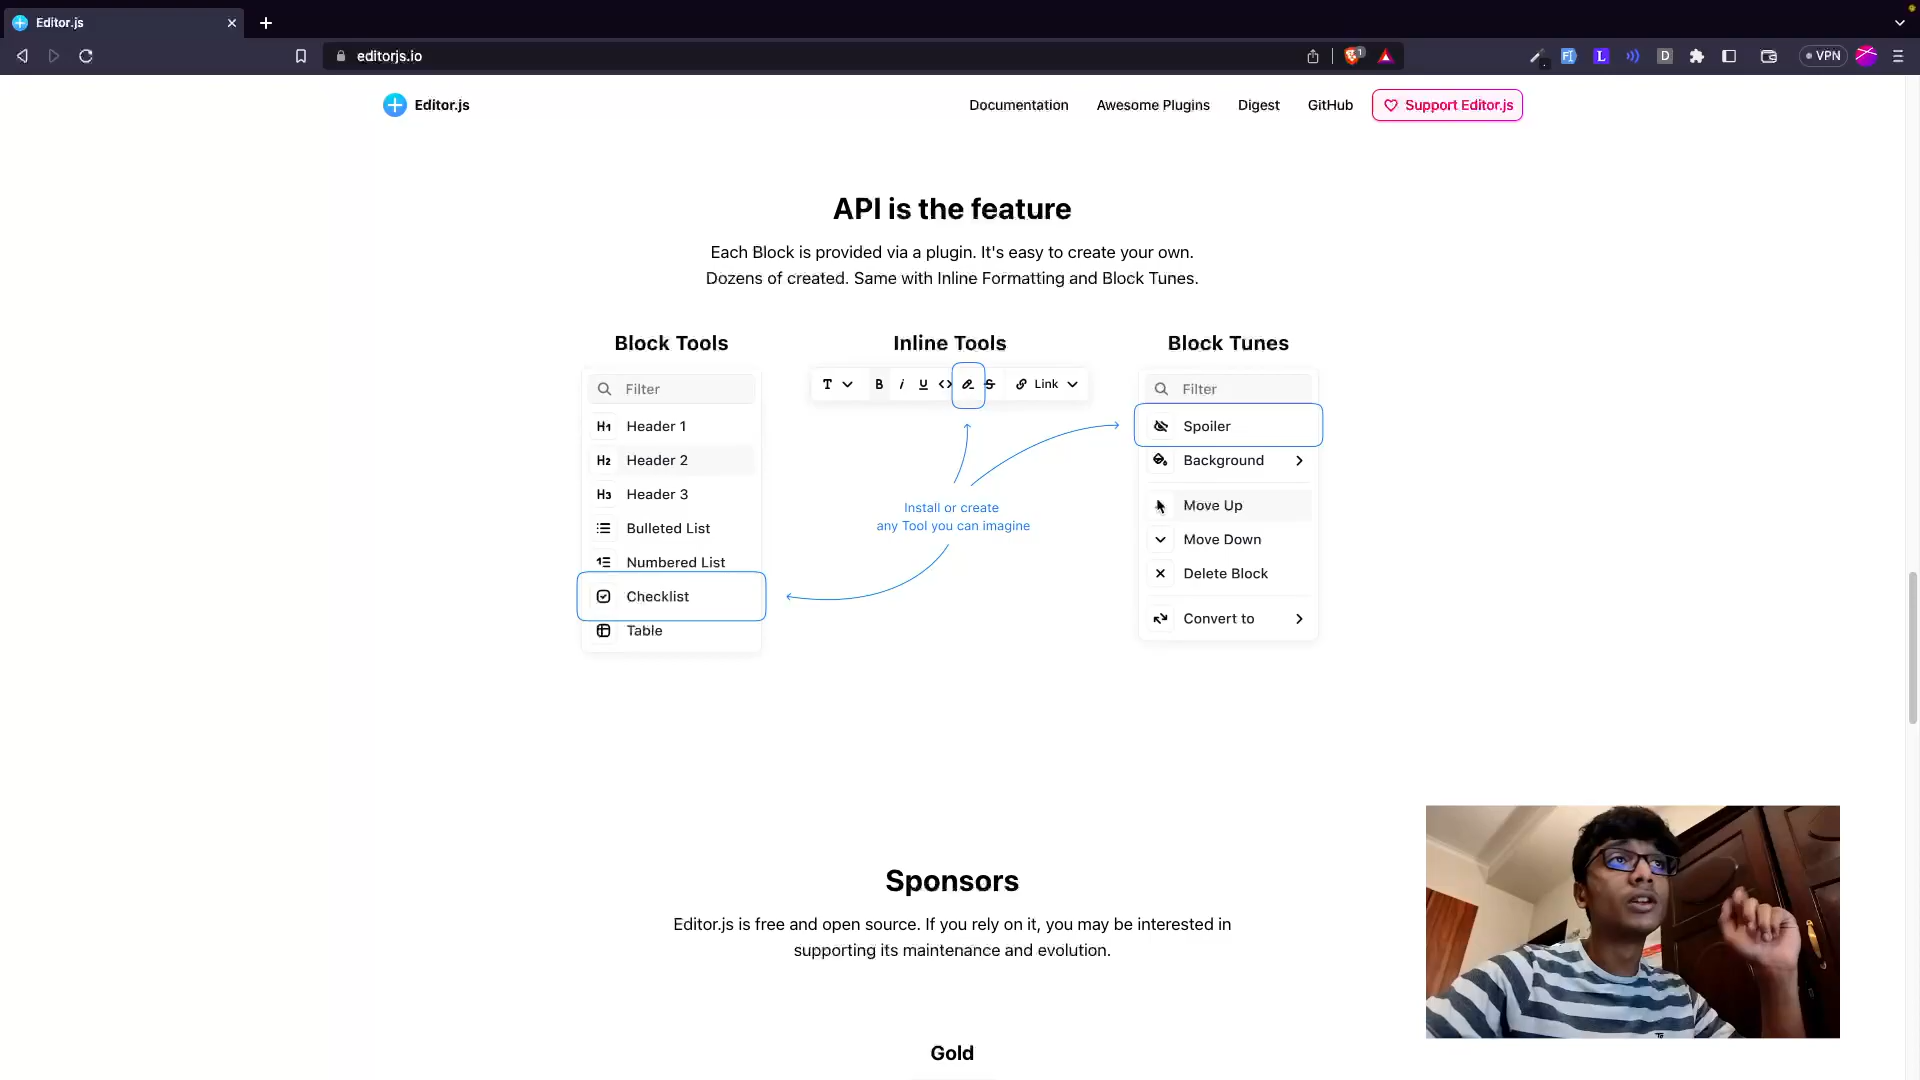 Editor.js
editorjs.io
1
L
D
VPN
Editor.js
Documentation
Awesome Plugins
Digest
GitHub
Support Editor.js
API is the feature
Each Block is provided via a plugin. It's easy to create your own.
Dozens of created. Same with Inline Formatting and Block Tunes.
Block Tools
Filter
H1 Header 1
H2 Header 2
H3 Header 3
Bulleted List
Numbered List
Checklist
Table
Inline Tools
T B i U <> S Link
Install or create
any Tool you can imagine
Block Tunes
Filter
Spoiler
Background
Move Up
Move Down
Delete Block
Convert to
Sponsors
Editor.js is free and open source. If you rely on it, you may be interested in
supporting its maintenance and evolution.
Gold